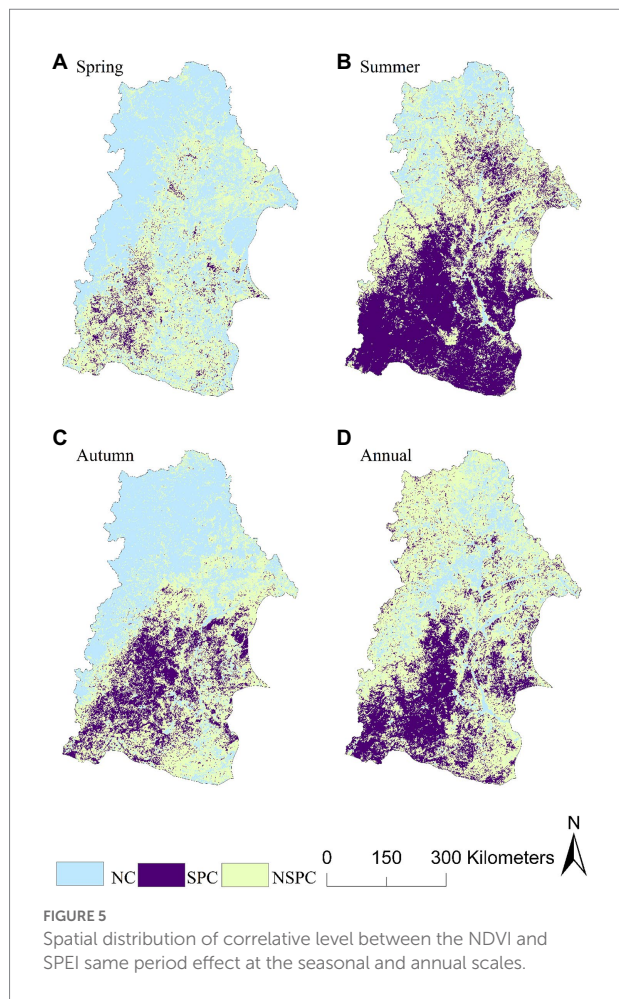 A Spring
B Summer
C Autumn
D Annual
NC SPC NSPC 0 150 300 Kilometers
N
FIGURE 5
Spatial distribution of correlative level between the NDVI and
SPEI same period effect at the seasonal and annual scales.